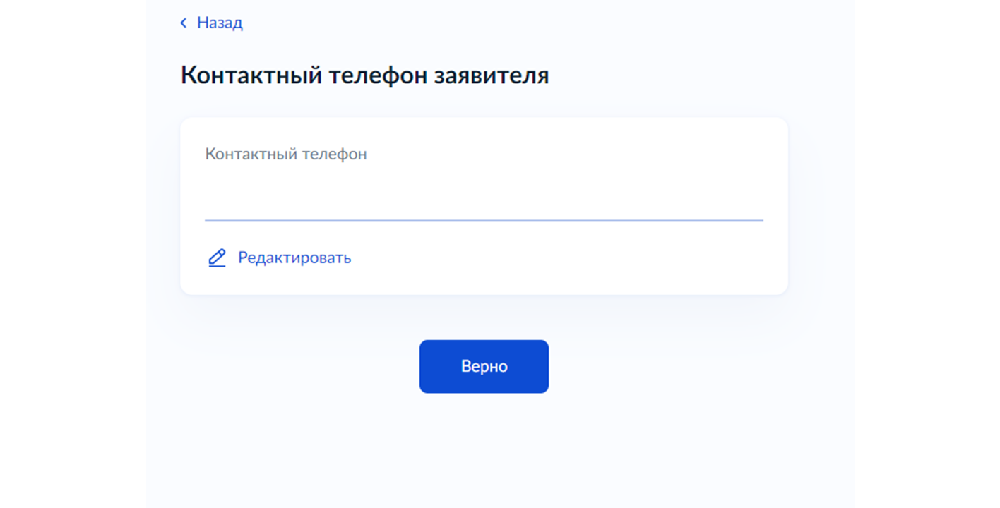 Назад
Контактный телефон заявителя
Контактный телефон
Редактировать
Верно